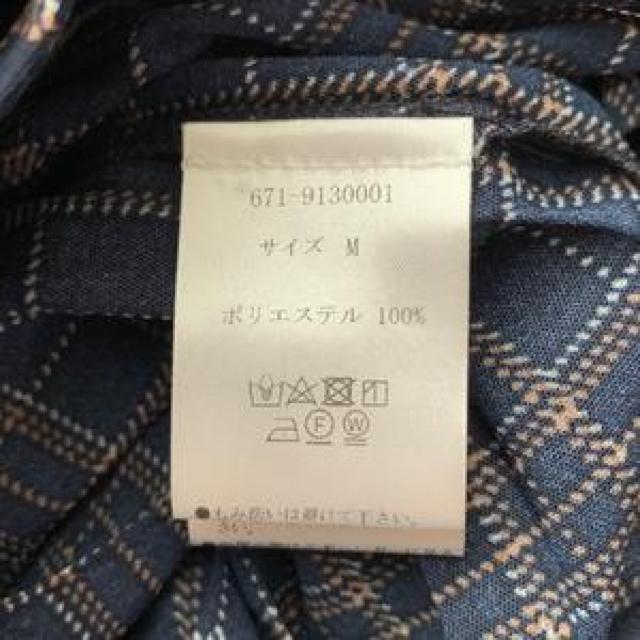 671-9130001
サイズ M
ポリエステル 100%
F W
●もみ洗いは避けて下さい。